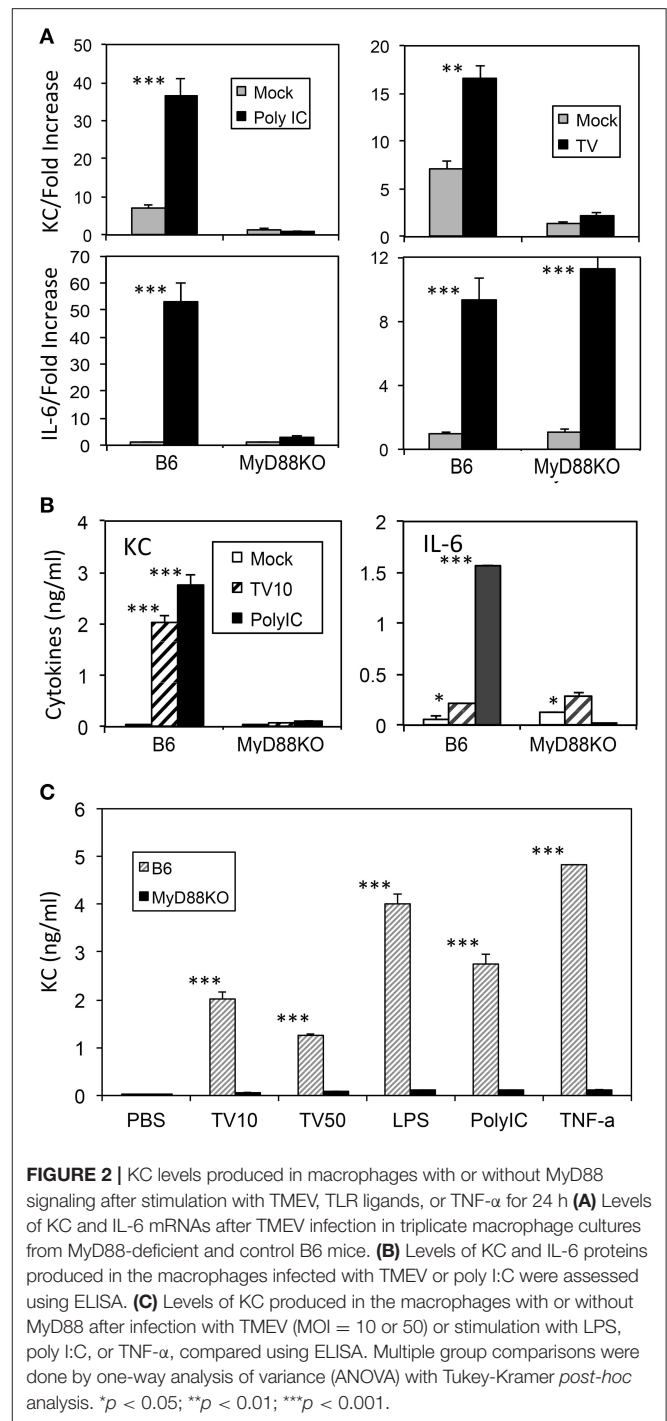 A
KC/Fold Increase
50
40
30
20
10
0
***
Mock
Poly IC
20
15
10
5
0
**
Mock
TV
IL-6/Fold Increase
70
60
50
40
30
20
10
0
***
B6 MyD88KO
12
8
4
0
***
***
B6 MyD88KO
B
Cytokines (ng/ml)
4
3
2
1
0
KC
***
***
Mock
TV10
PolyIC
B6 MyD88KO
2
1.5
1
0.5
0
IL-6
***
*
*
B6 MyD88KO
C
KC (ng/ml)
6
5
4
3
2
1
0
B6
MyD88KO
***
***
***
***
***
PBS TV10 TV50 LPS PolyIC TNF-a
FIGURE 2 | KC levels produced in macrophages with or without MyD88
signaling after stimulation with TMEV, TLR ligands, or TNF-α for 24 h (A) Levels
of KC and IL-6 mRNAs after TMEV infection in triplicate macrophage cultures
from MyD88-deficient and control B6 mice. (B) Levels of KC and IL-6 proteins
produced in the macrophages infected with TMEV or poly I:C were assessed
using ELISA. (C) Levels of KC produced in the macrophages with or without
MyD88 after infection with TMEV (MOI = 10 or 50) or stimulation with LPS,
poly I:C, or TNF-α, compared using ELISA. Multiple group comparisons were
done by one-way analysis of variance (ANOVA) with Tukey-Kramer post-hoc
analysis. *p < 0.05; **p < 0.01; ***p < 0.001.